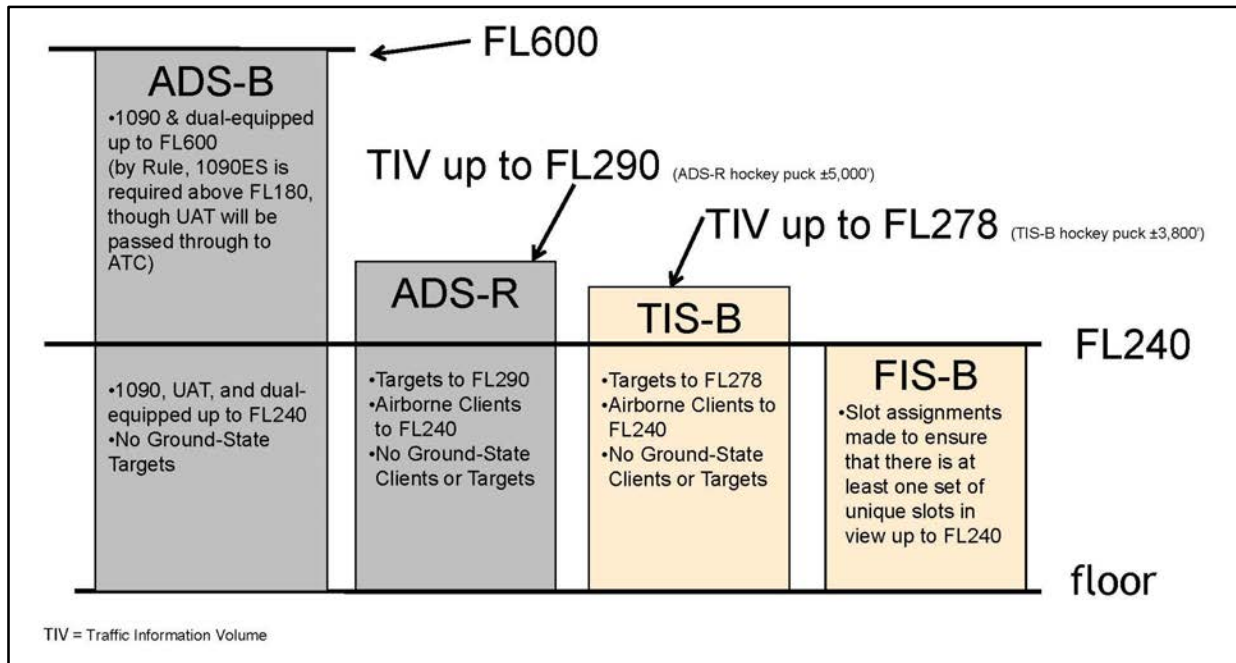 FL600
ADS-B
•1090 & dual-equipped
up to FL600
(by Rule, 1090ES is
required above FL180,
though UAT will be
passed through to
ATC)
TIV up to FL290 (ADS-R hockey puck ±5,000')
TIV up to FL278 (TIS-B hockey puck ±3,800')
ADS-R
TIS-B
FL240
•1090, UAT, and dual-
equipped up to FL240
•No Ground-State
Targets
•Targets to FL290
•Airborne Clients
to FL240
•No Ground-State
Clients or Targets
•Targets to FL278
•Airborne Clients to
FL240
•No Ground-State
Clients or Targets
FIS-B
•Slot assignments
made to ensure
that there is at
least one set of
unique slots in
view up to FL240
floor
TIV = Traffic Information Volume